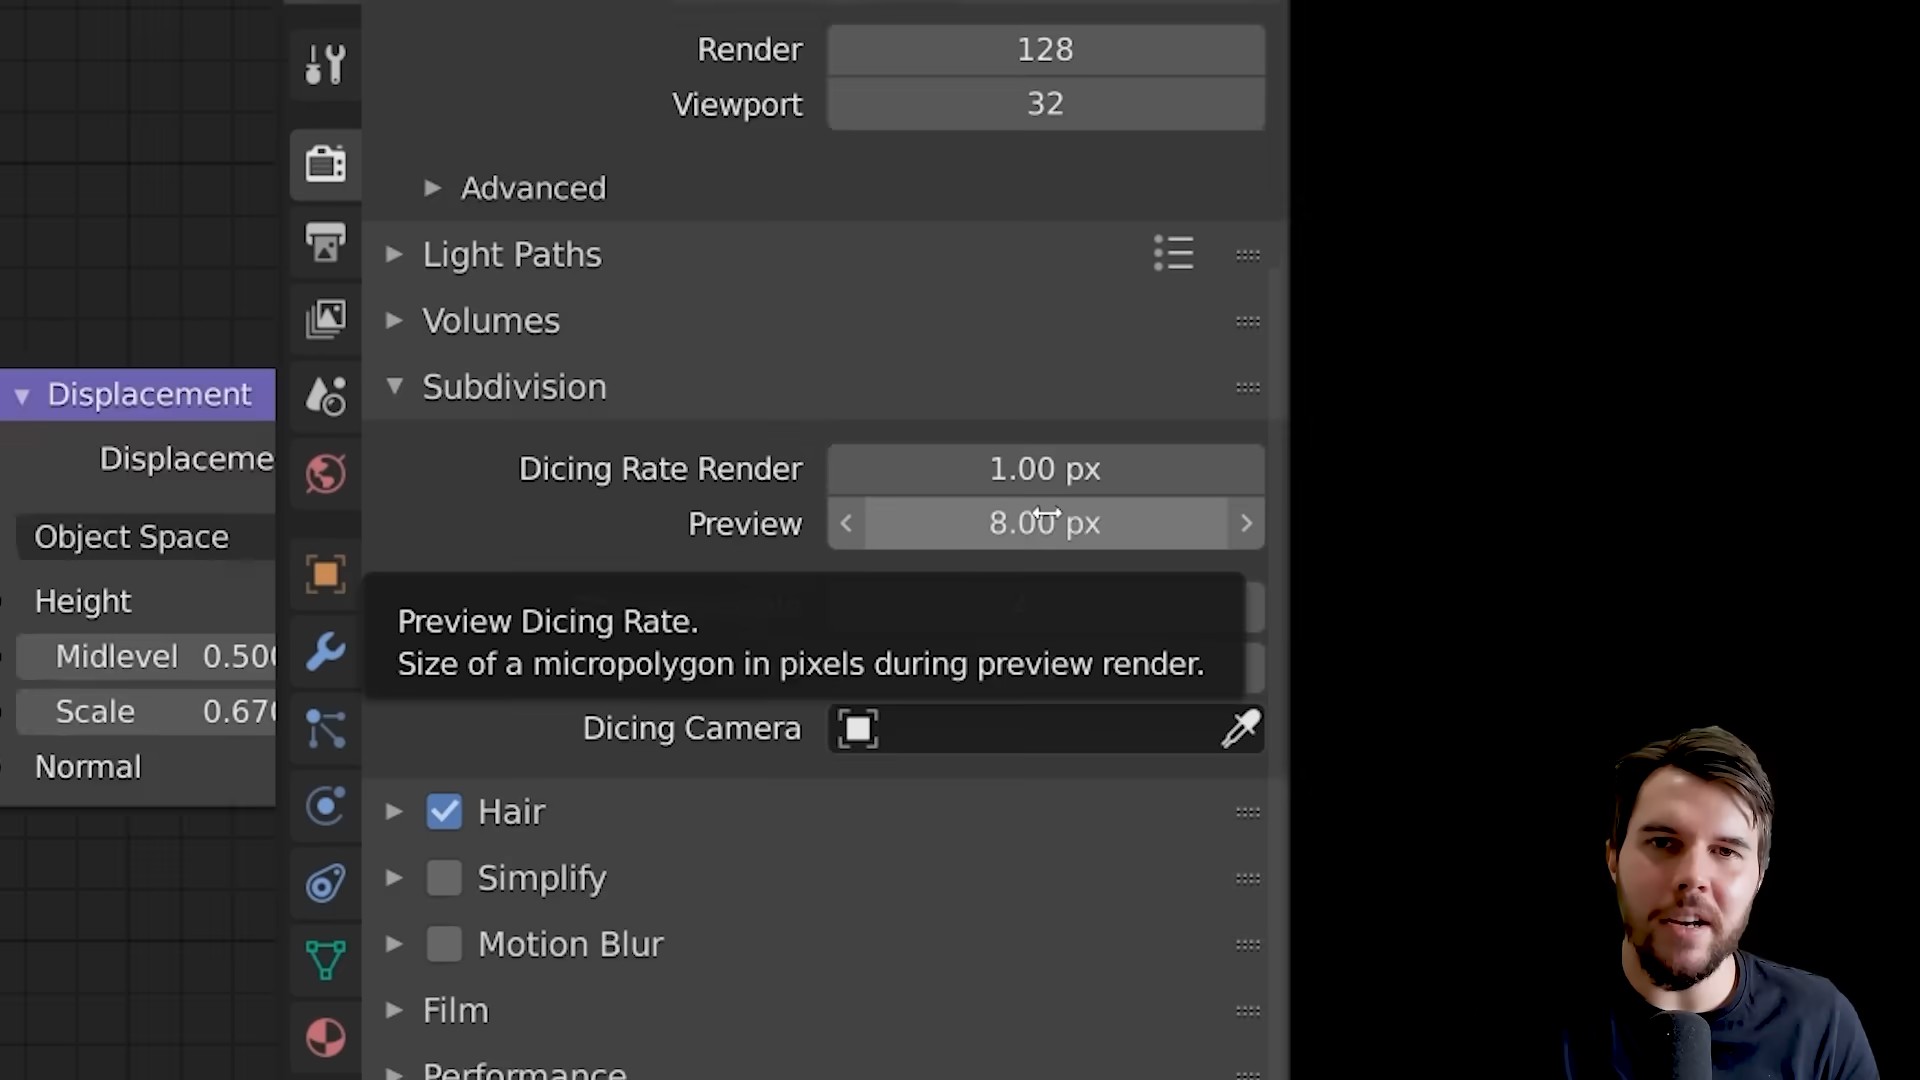 Render 128
Viewport 32
Advanced
Light Paths
Volumes
Subdivision
Displacement
Displaceme
Object Space
Height
Midlevel 0.500
Scale 0.670
Normal
Dicing Rate Render 1.00 px
Preview 8.00 px
Preview Dicing Rate.
Size of a micropolygon in pixels during preview render.
Dicing Camera
Hair
Simplify
Motion Blur
Film
Performance